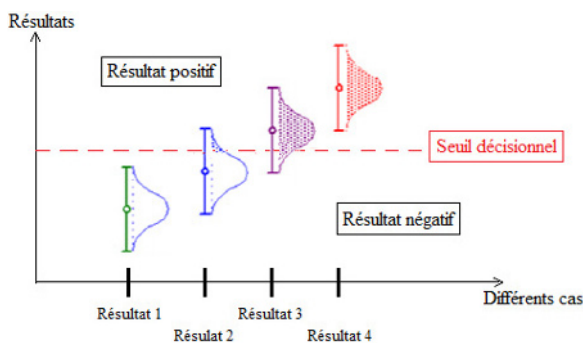 Résultats
Résultat positif
Seuil décisionnel
Résultat négatif
Différents cas
Résultat 1
Résulat 2
Résultat 3
Résultat 4